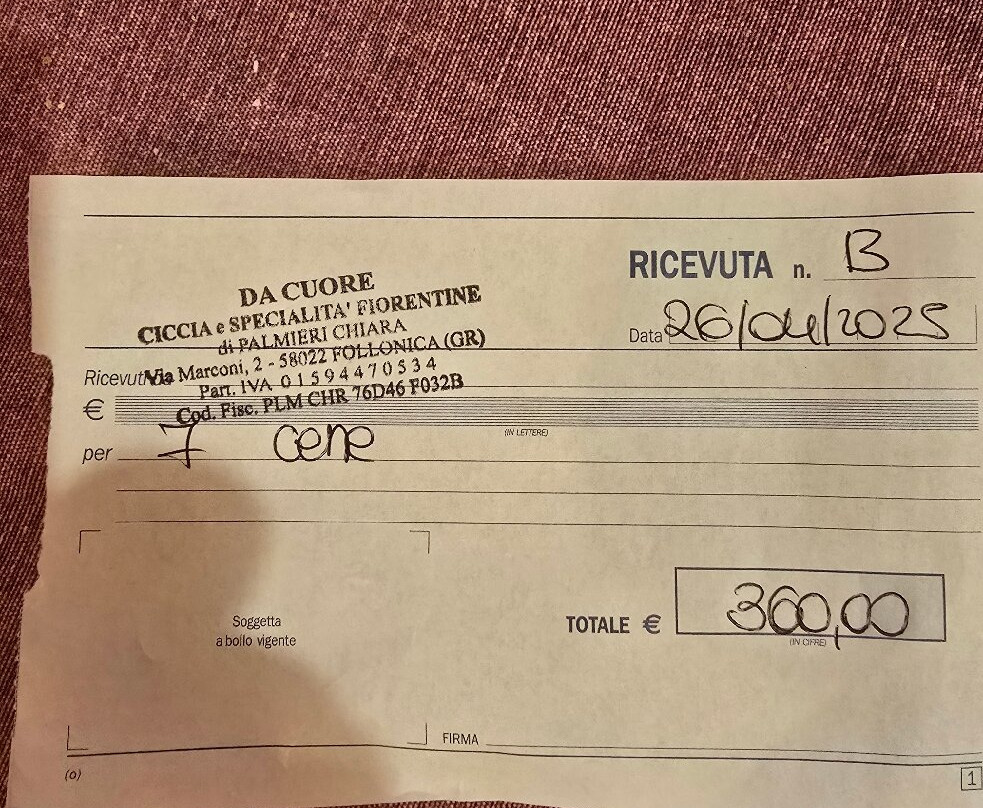 RICEVUTA n. B
DA CUORE
CICCIA e SPECIALITA' FIORENTINE
di PALMIERI CHIARA
Data 26/04/2025
Via Marconi, 2 - 58022 FOLLONICA (GR)
Ricevut
Part. IVA 01594470534
Cod. Fisc. PLM CHR 76D46 F032B
€
(IN LETTERE)
per 7 cene
Soggetta
a bollo vigente
TOTALE € 360,00
(IN CIFRE)
FIRMA
(0)
1